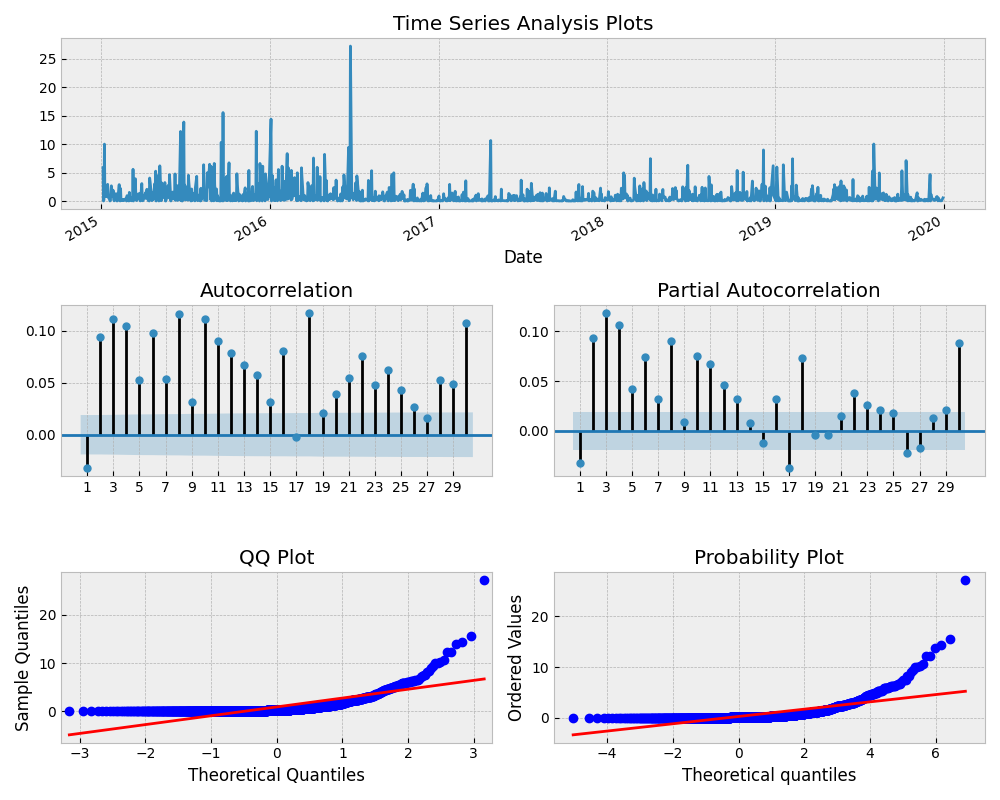 Time Series Analysis Plots
25
20
15
10
5
0
2015 2016 2017 2018 2019 2020
Date
Autocorrelation
0.10
0.05
0.00
1 3 5 7 9 11 13 15 17 19 21 23 25 27 29
Partial Autocorrelation
0.10
0.05
0.00
1 3 5 7 9 11 13 15 17 19 21 23 25 27 29
QQ Plot
Sample Quantiles
20
10
0
−3 −2 −1 0 1 2 3
Theoretical Quantiles
Probability Plot
Ordered Values
20
10
0
−4 −2 0 2 4 6
Theoretical quantiles